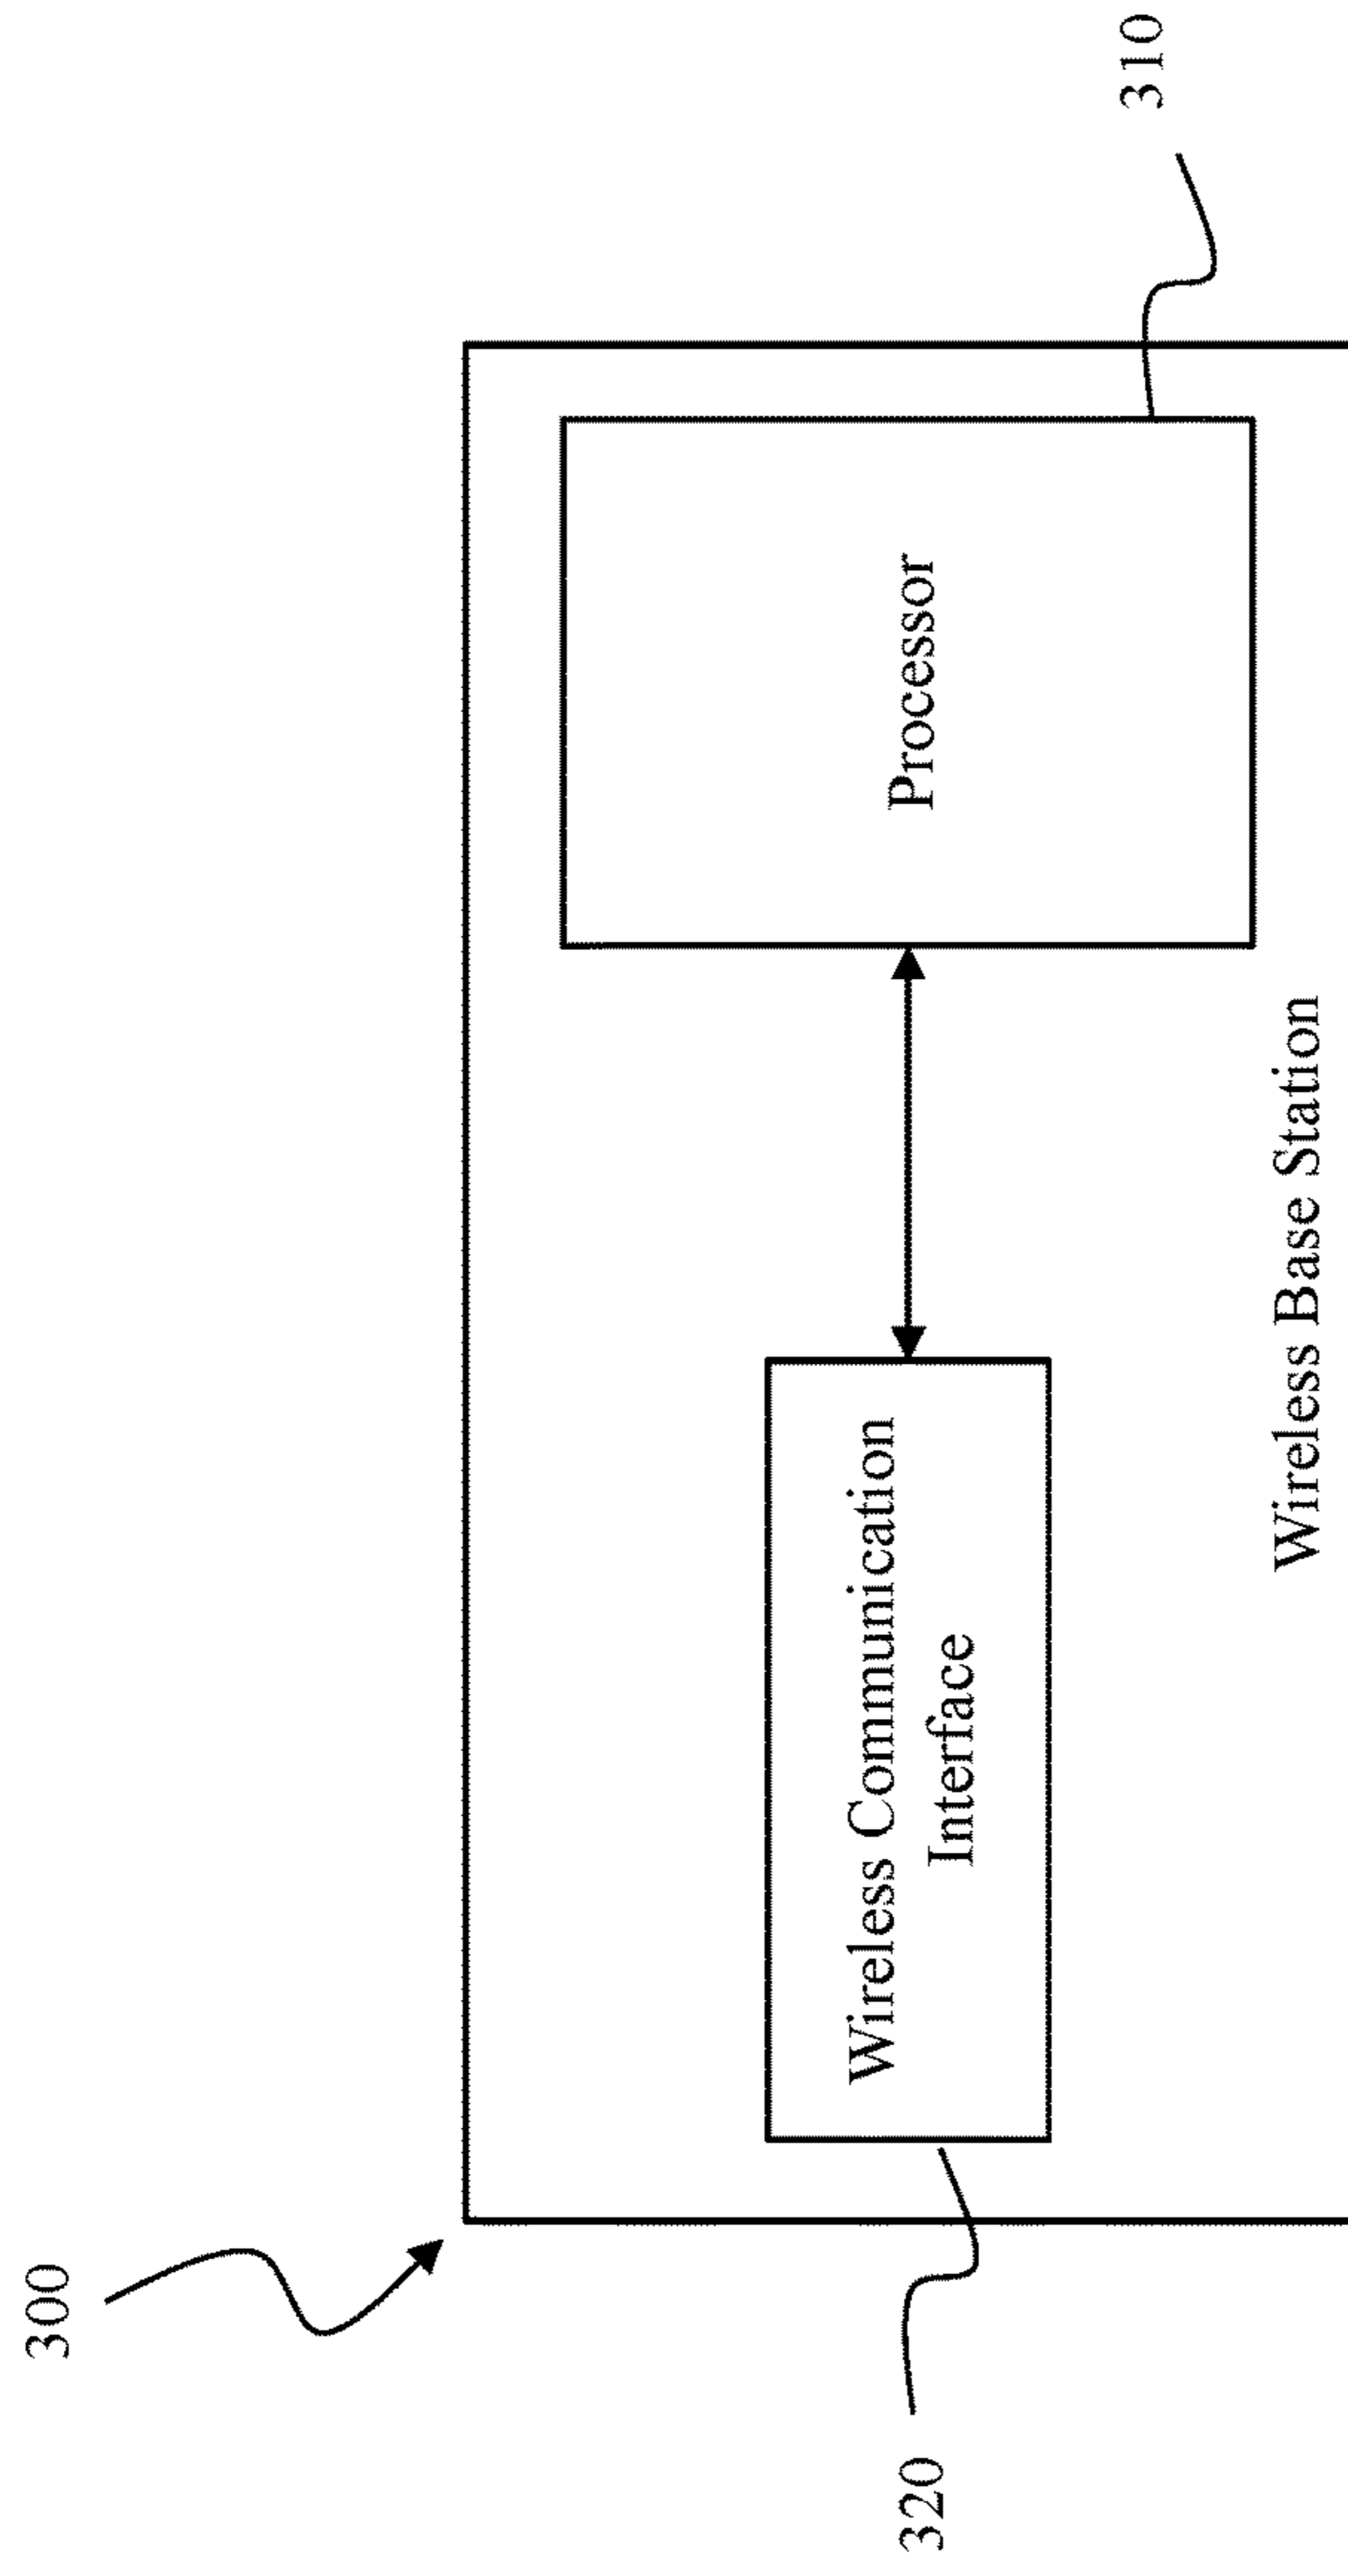 300
320
Wireless Communication
Interface
Processor
310
Wireless Base Station